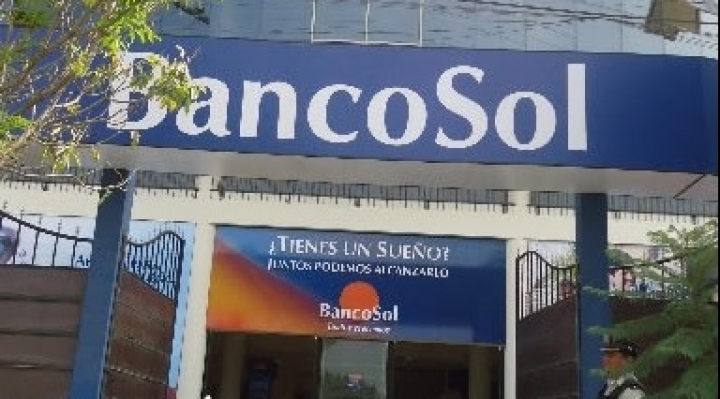 BancoSol
¿TIENES UN SUEÑO?
JUNTOS PODEMOS ALCANZARLO
BancoSol